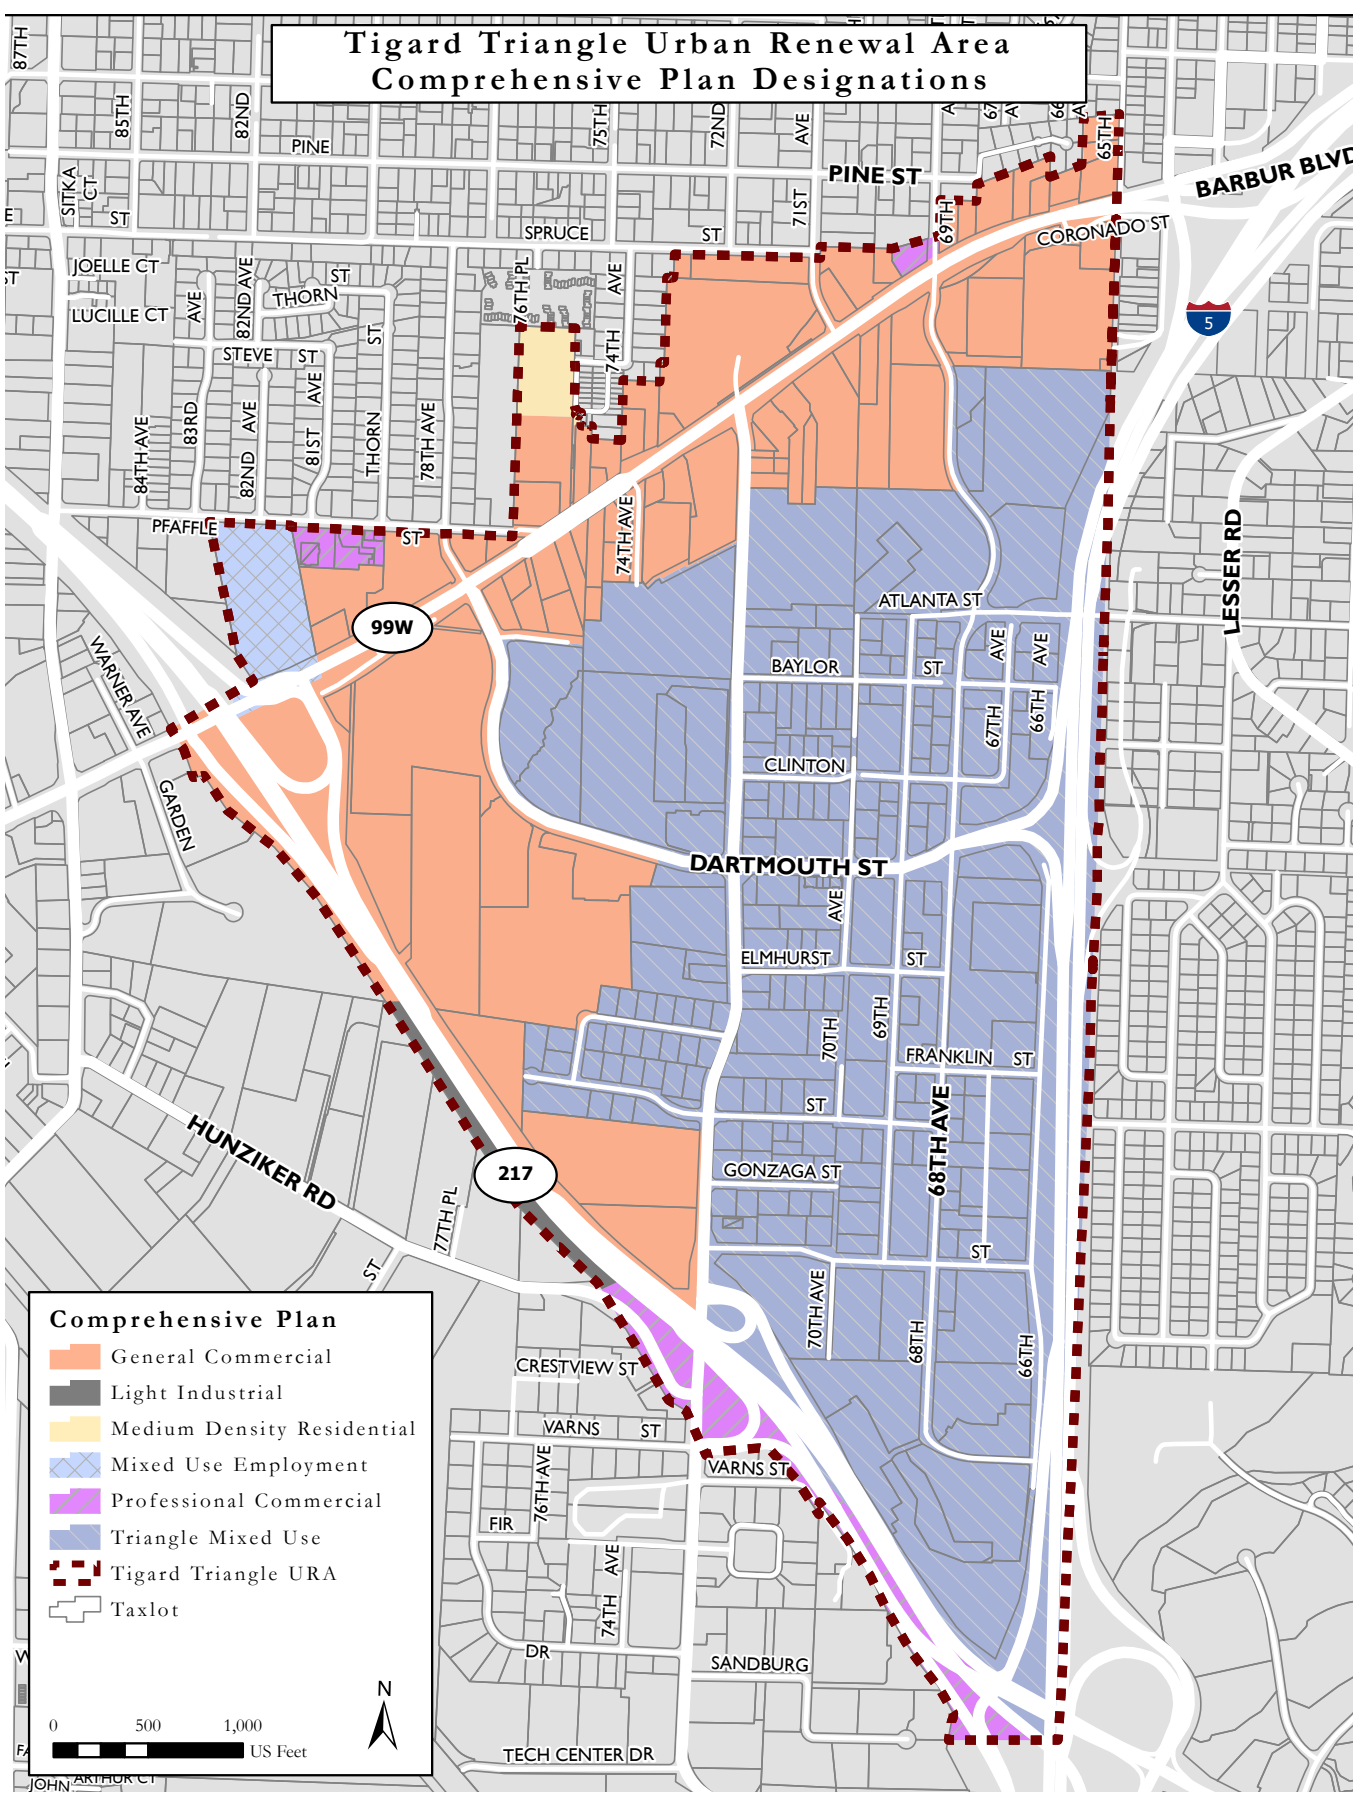 Tigard Triangle Urban Renewal Area
Comprehensive Plan Designations
87TH
85TH
82ND
75TH
72ND
AVE
65TH
PINE
PINE ST
BARBUR BLVD
SITKA
CT
ST
SPRUCE
ST
71ST
69TH
CORONADO ST
JOELLE CT
LUCILLE CT
AVE
82ND AVE
ST
THORN
76TH PL
AVE
74TH
5
STEVE
ST
ST
84TH AVE
83RD
82ND
AVE
81ST
AVE
THORN
78TH AVE
PFAFFLE
ST
74TH AVE
LESSER RD
99W
ATLANTA ST
WARNER AVE
BAYLOR
ST
AVE
AVE
67TH
66TH
GARDEN
CLINTON
DARTMOUTH ST
AVE
ELMHURST
ST
70TH
69TH
FRANKLIN
ST
68TH AVE
ST
HUNZIKER RD
217
GONZAGA ST
77TH PL
ST
ST
70TH AVE
68TH
66TH
CRESTVIEW ST
VARNS
ST
VARNS ST
76TH AVE
FIR
AVE
74TH
DR
SANDBURG
TECH CENTER DR
Comprehensive Plan
General Commercial
Light Industrial
Medium Density Residential
Mixed Use Employment
Professional Commercial
Triangle Mixed Use
Tigard Triangle URA
Taxlot
N
0 500 1,000
US Feet
JOHN
ARTHUR CT